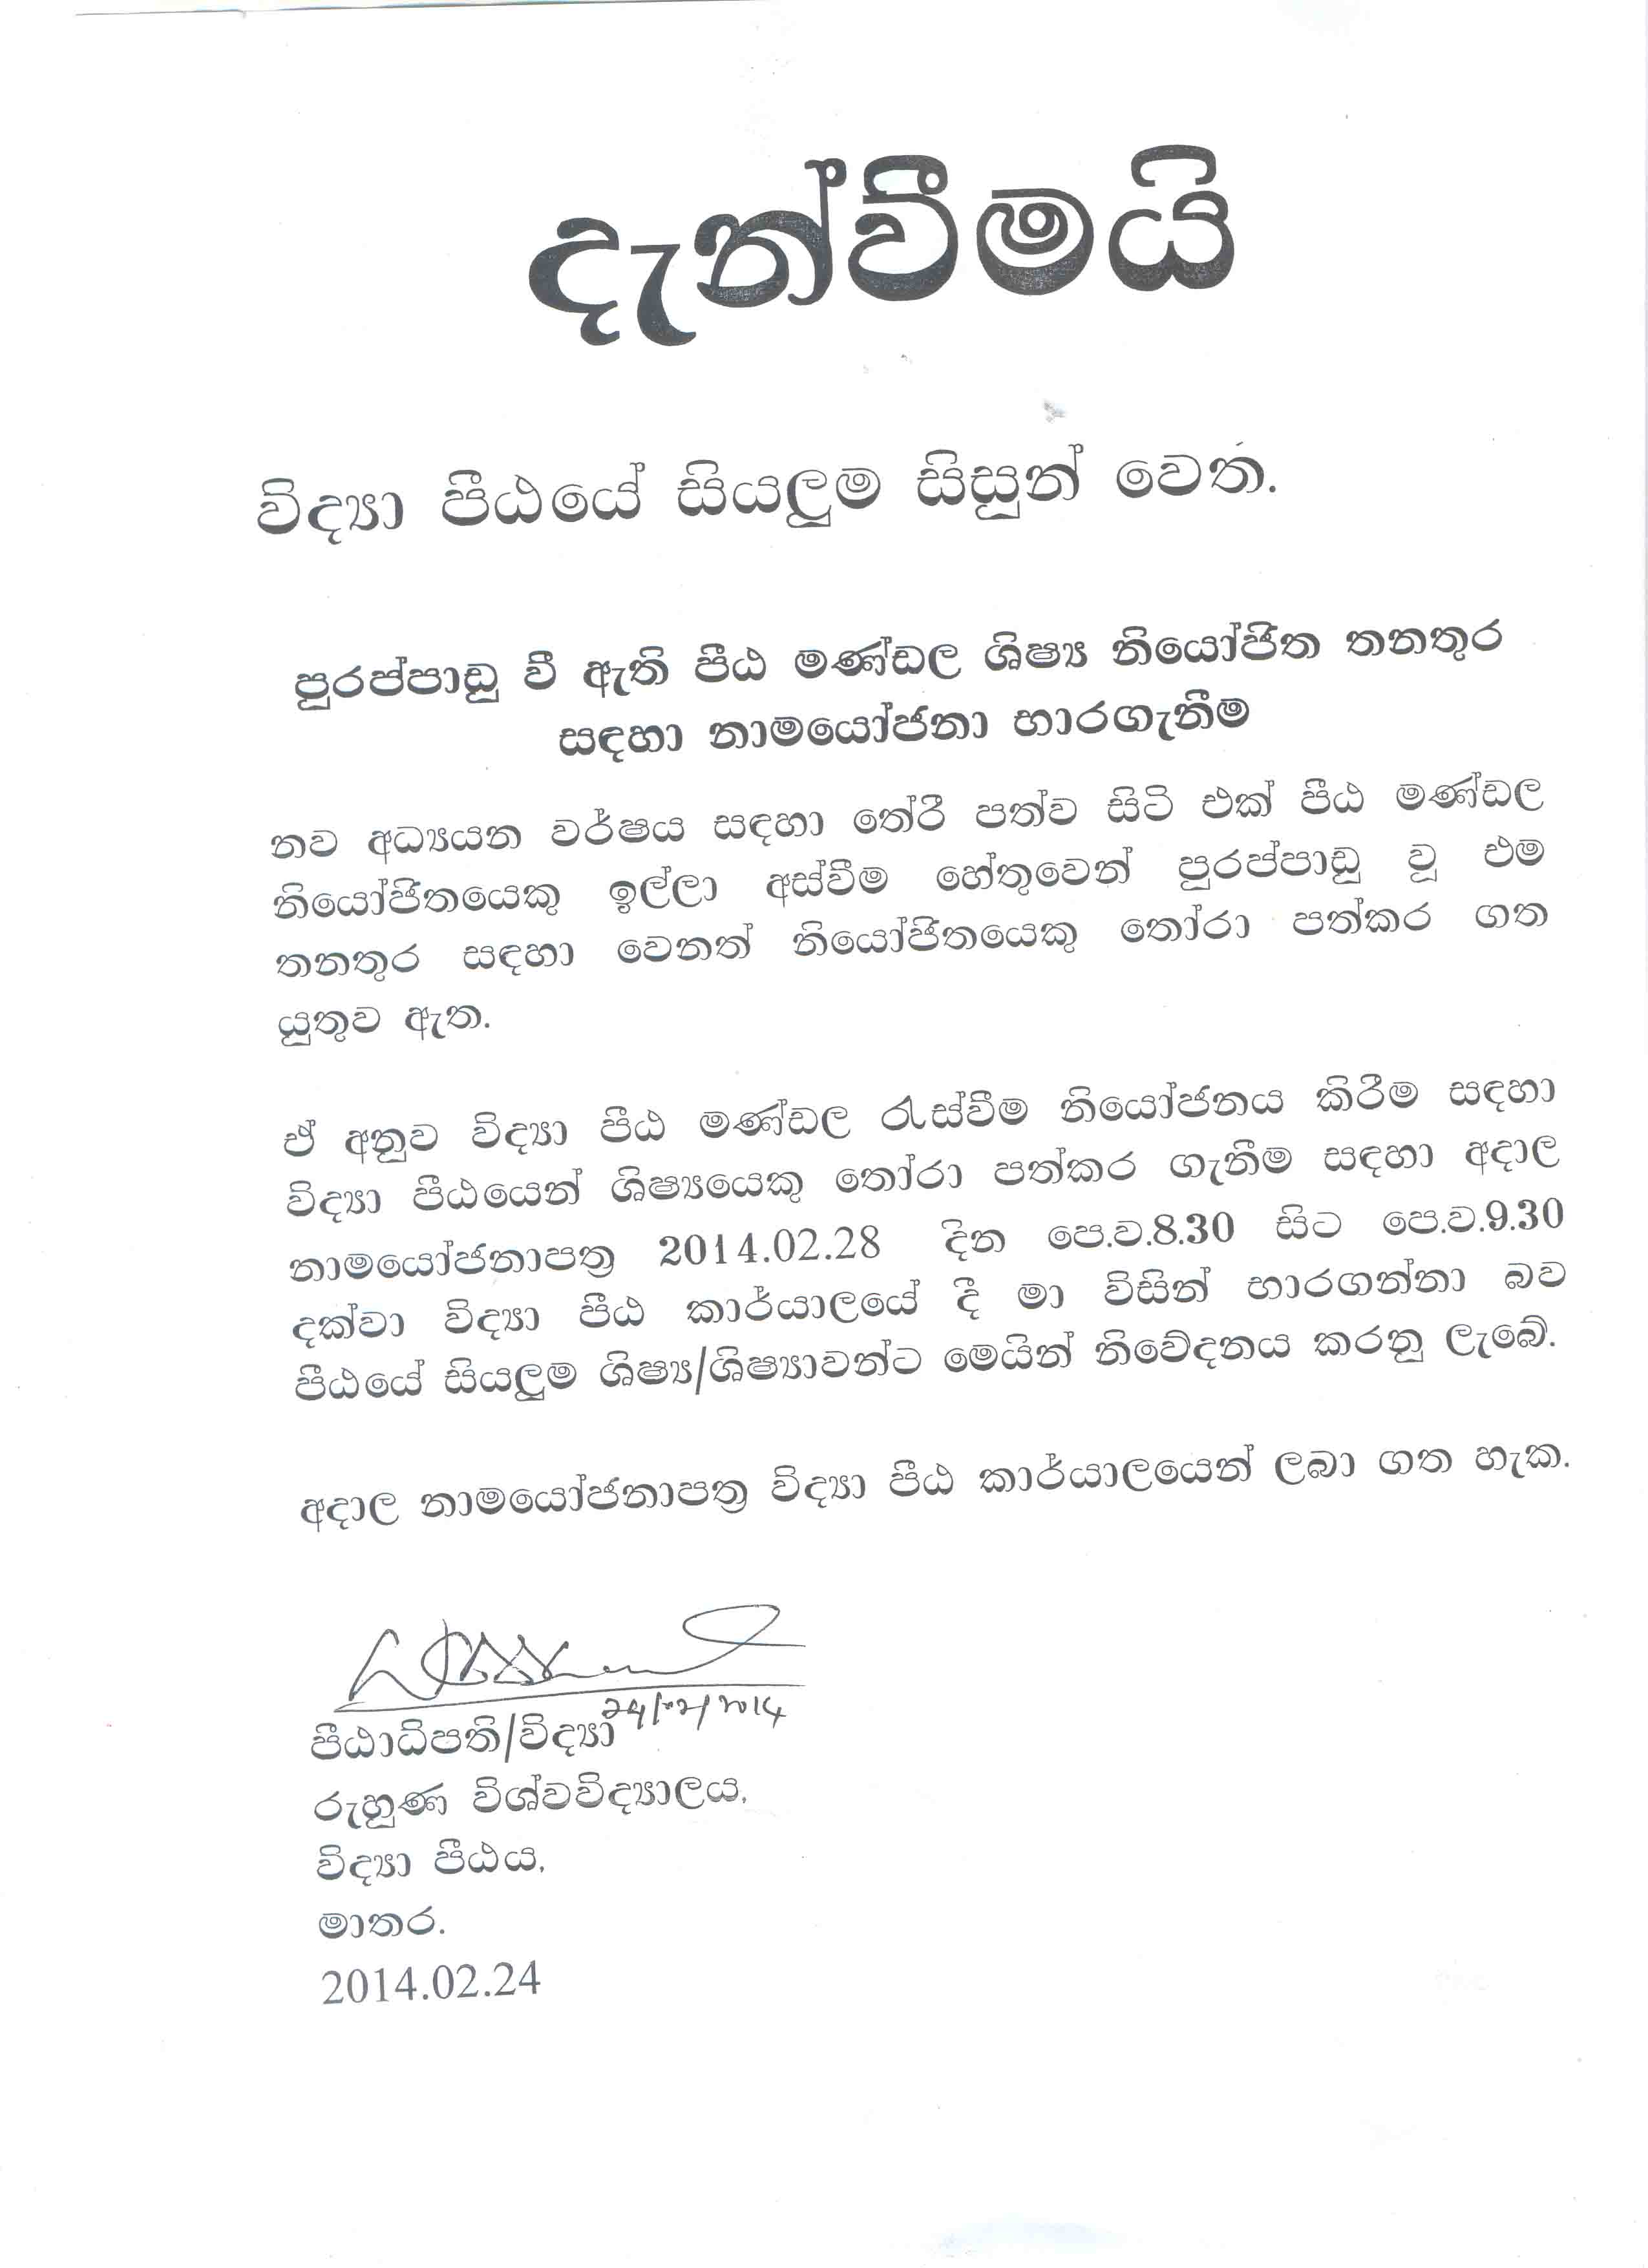 දැන්වීමයි
විද්‍යා පීඨයේ සියලුම සිසුන් වෙත.
පුරප්පාඩු වී ඇති පීඨ මණ්ඩල ශිෂ්‍ය නියෝජිත තනතුර
සඳහා නාමයෝජනා භාරගැනීම
නව අධ්‍යයන වර්ෂය සඳහා තේරී පත්ව සිටි එක් පීඨ මණ්ඩල
නියෝජිතයෙකු ඉල්ලා අස්වීම හේතුවෙන් පුරප්පාඩු වූ එම
තනතුර සඳහා වෙනත් නියෝජිතයෙකු තෝරා පත්කර ගත
යුතුව ඇත.
ඒ අනුව විද්‍යා පීඨ මණ්ඩල රැස්වීම නියෝජනය කිරීම සඳහා
විද්‍යා පීඨයෙන් ශිෂ්‍යයෙකු තෝරා පත්කර ගැනීම සඳහා අදාල
නාමයෝජනාපත්‍ර 2014.02.28 දින පෙ.ව.8.30 සිට පෙ.ව.9.30
දක්වා විද්‍යා පීඨ කාර්යාලයේ දී මා විසින් භාරගන්නා බව
පීඨයේ සියලුම ශිෂ්‍ය/ශිෂ්‍යාවන්ට මෙයින් නිවේදනය කරනු ලැබේ.
අදාල නාමයෝජනාපත්‍ර විද්‍යා පීඨ කාර්යාලයෙන් ලබා ගත හැක.
24/02/2014
පීඨාධිපති/විද්‍යා
රුහුණ විශ්වවිද්‍යාලය,
විද්‍යා පීඨය,
මාතර.
2014.02.24